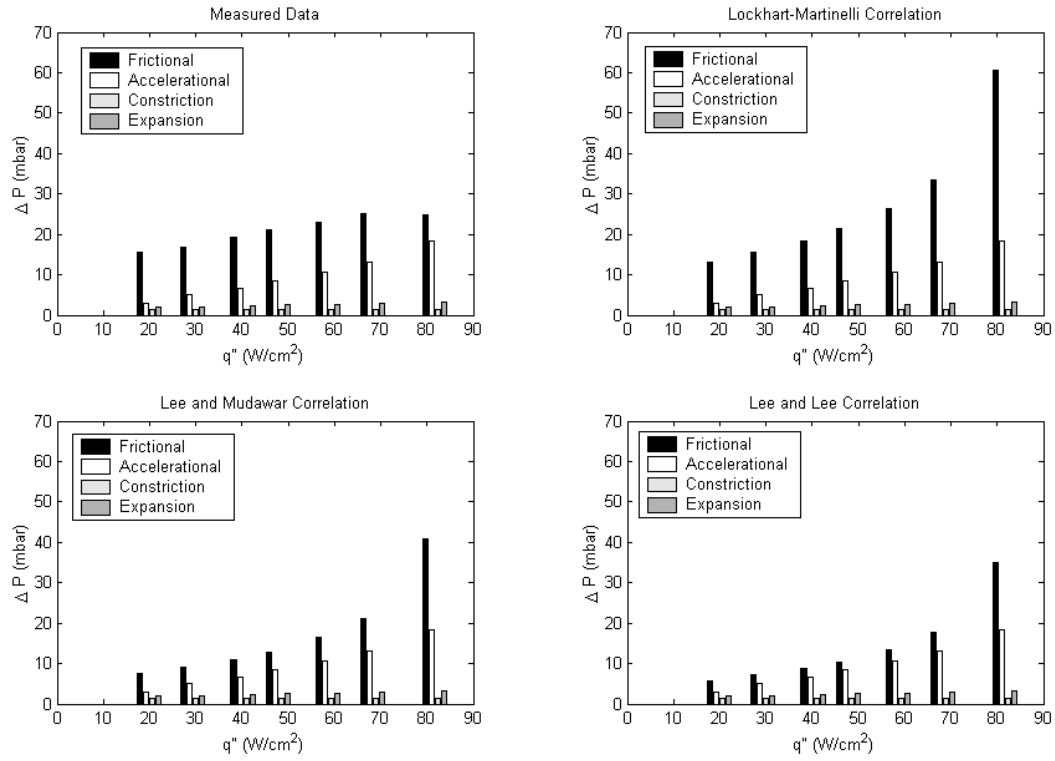 Measured Data
70
60
50
40
30
20
10
0
Δ P (mbar)
Frictional
Accelerational
Constriction
Expansion
0 10 20 30 40 50 60 70 80 90
q" (W/cm²)
Lockhart-Martinelli Correlation
70
60
50
40
30
20
10
0
Δ P (mbar)
Frictional
Accelerational
Constriction
Expansion
0 10 20 30 40 50 60 70 80 90
q" (W/cm²)
Lee and Mudawar Correlation
70
60
50
40
30
20
10
0
Δ P (mbar)
Frictional
Accelerational
Constriction
Expansion
0 10 20 30 40 50 60 70 80 90
q" (W/cm²)
Lee and Lee Correlation
70
60
50
40
30
20
10
0
Δ P (mbar)
Frictional
Accelerational
Constriction
Expansion
0 10 20 30 40 50 60 70 80 90
q" (W/cm²)